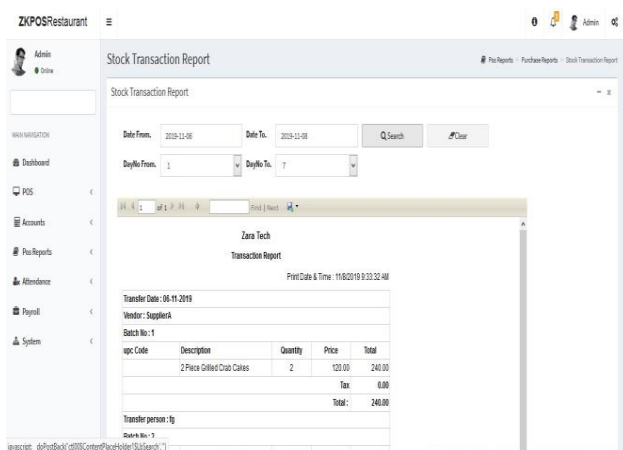 ZKPOSRestaurant
Admin
Admin
Online
Stock Transaction Report
Pos Reports Purchase Reports Stock Transaction Report
Stock Transaction Report
MAIN NAVIGATION
Dashboard
POS
Accounts
Pos Reports
Attendance
Payroll
System
Date From. 2019-11-06 Date To. 2019-11-08 Search Clear
DayNo From. 1 DayNo To. 7
1 of 1 Find | Next
Zara Tech
Transaction Report
Print Date & Time : 11/8/2019 9:33:32 AM
Transfer Date : 06-11-2019
Vendor : SupplierA
Batch No : 1
upc Code Description Quantity Price Total
2 Piece Grilled Crab Cakes 2 120.00 240.00
Tax 0.00
Total : 240.00
Transfer person : fg
Batch No : 2
javascript:__doPostBack('ctl00$ContentPlaceHolder1$LbSearch','')